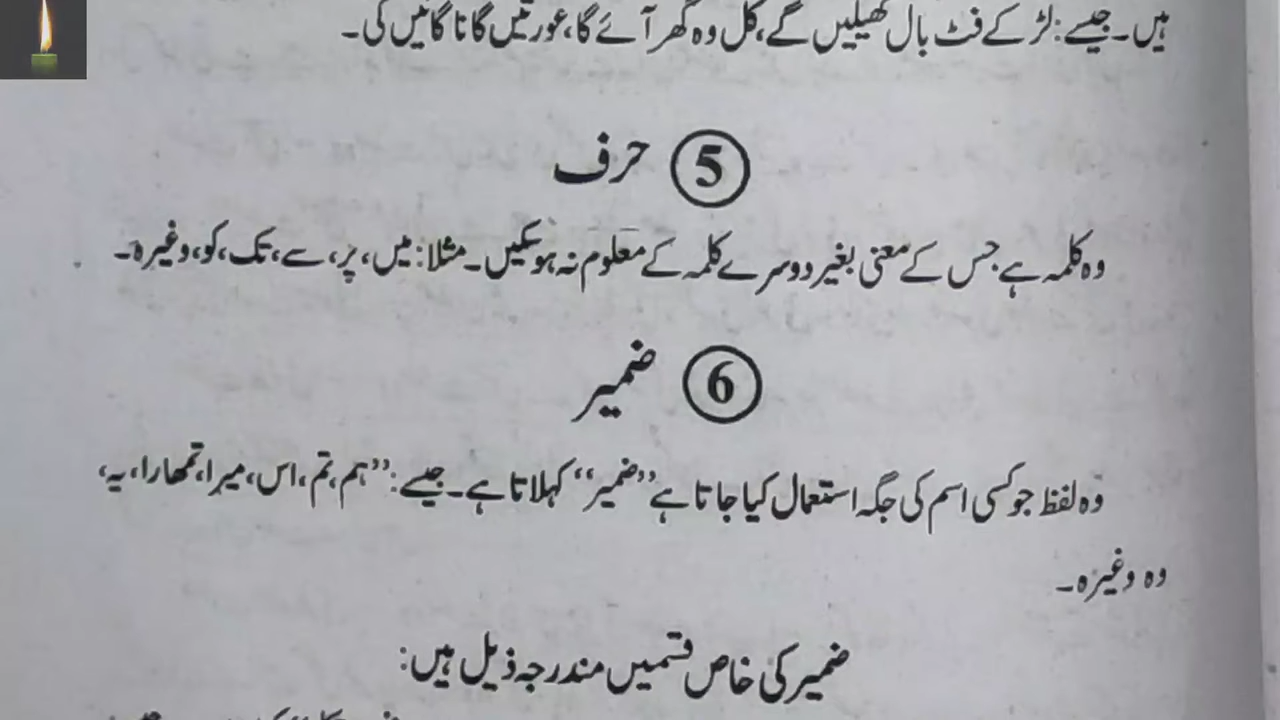 ہیں۔ جیسے: لڑکے فٹ بال کھیلیں گے، کل وہ گھر آئے گا، عورتیں گانا گائیں گی۔
5 حرف
وہ کلمہ ہے جس کے معنی بغیر دوسرے کلمہ کے معلوم نہ ہو سکیں۔ مثلا: میں، پر، سے، تک، کو، وغیرہ۔
6 ضمیر
وہ لفظ جو کسی اسم کی جگہ استعمال کیا جاتا ہے ”ضمیر“ کہلاتا ہے۔ جیسے: ”ہم، تم، اس، میرا، تمھارا، یہ،
وہ وغیرہ۔
ضمیر کی خاص قسمیں مندرجہ ذیل ہیں: